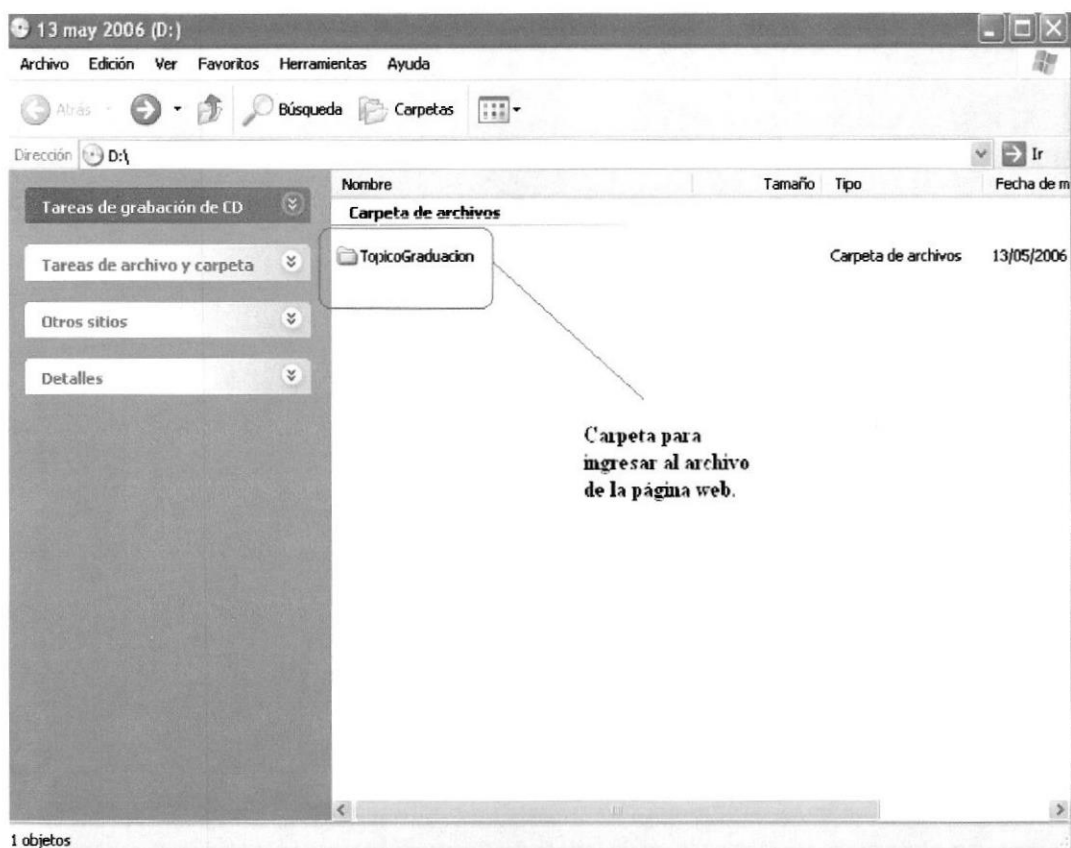 13 may 2006 (D:)
Archivo Edición Ver Favoritos Herramientas Ayuda
Atrás Búsqueda Carpetas
Dirección D:\ Ir
Nombre Tamaño Tipo Fecha de m
Carpeta de archivos
TopicoGraduacion Carpeta de archivos 13/05/2006
Tareas de grabación de CD
Tareas de archivo y carpeta
Otros sitios
Detalles
Carpeta para
ingresar al archivo
de la página web.
1 objetos